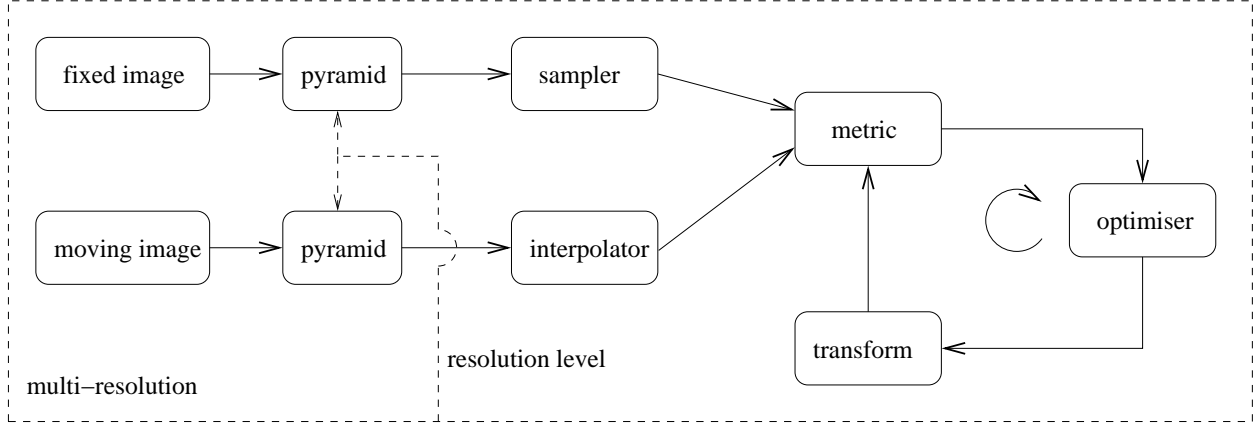 fixed image
pyramid
sampler
metric
moving image
pyramid
interpolator
optimiser
transform
resolution level
multi−resolution